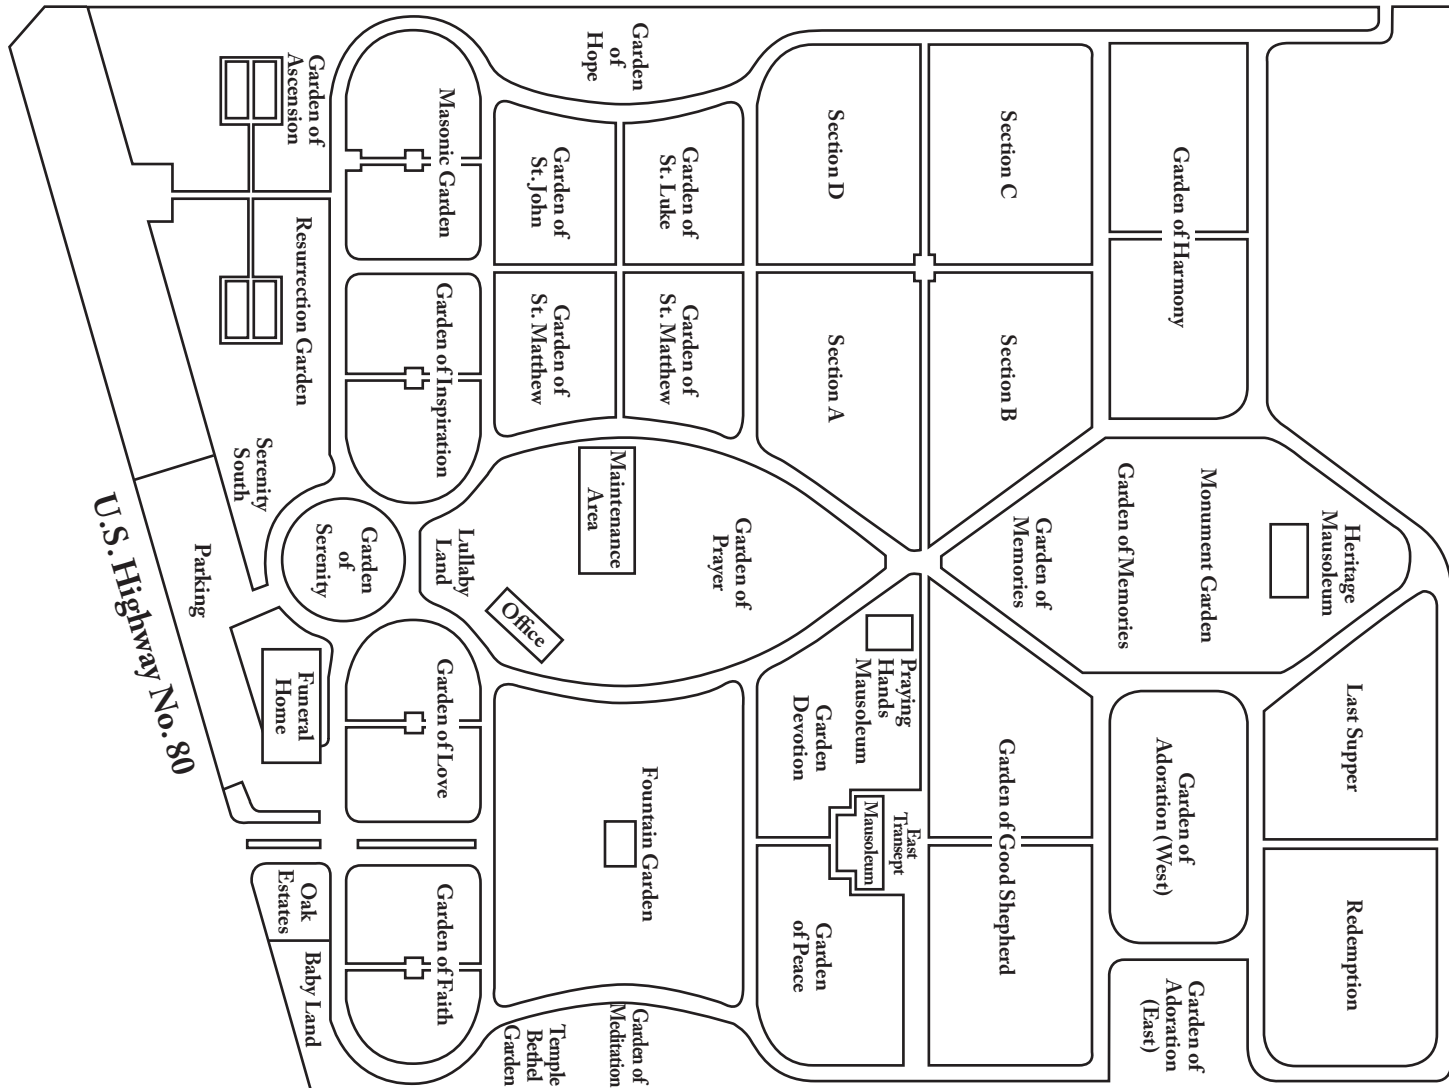 Garden
of
Hope
Garden of
Ascension
Masonic Garden
Garden of
St. John
Garden of
St. Luke
Section D
Section C
Garden of Harmony
Resurrection Garden
Garden of Inspiration
Garden of
St. Matthew
Garden of
St. Matthew
Section A
Section B
Serenity
South
Maintenance
Area
Garden of
Prayer
Garden of
Memories
Garden of Memories
Monument Garden
Heritage
Mausoleum
Lullaby
Land
Garden
of
Serenity
Parking
Office
U.S. Highway No. 80
Funeral
Home
Garden of Love
Fountain Garden
Praying
Hands
Mausoleum
Garden
Devotion
East
Transept
Mausoleum
Garden of Good Shepherd
Garden of
Adoration (West)
Last Supper
Redemption
Oak
Estates
Baby Land
Garden of Faith
Garden
of Peace
Garden of
Meditation
Temple
Bethel
Garden
Garden of
Adoration
(East)